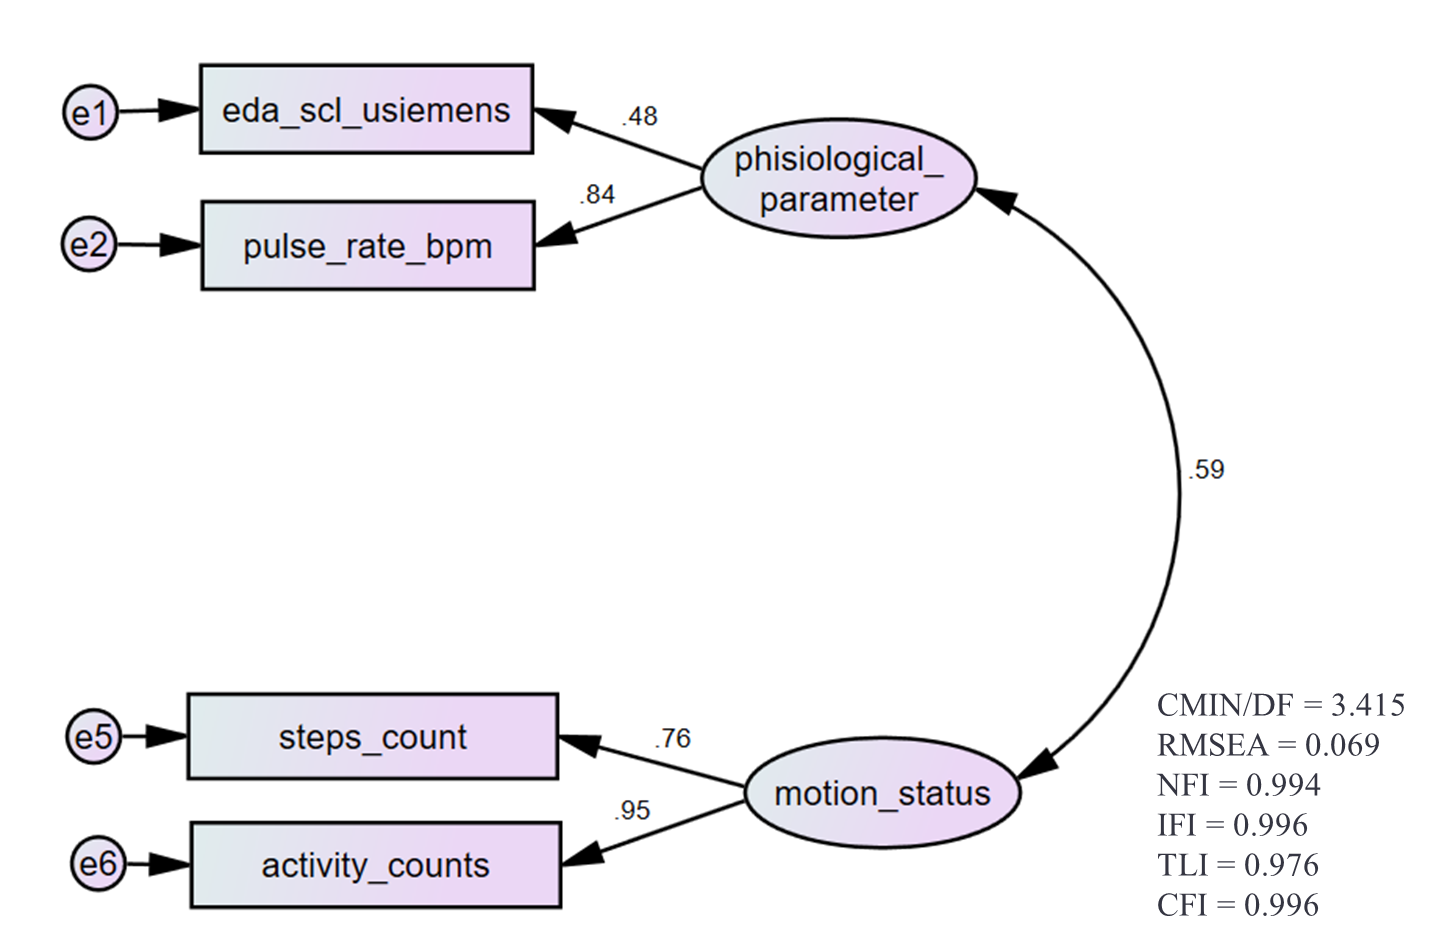 e1
eda_scl_usiemens
.48
phisiological_
parameter
e2
pulse_rate_bpm
.84
.59
e5
steps_count
.76
motion_status
e6
activity_counts
.95
CMIN/DF = 3.415
RMSEA = 0.069
NFI = 0.994
IFI = 0.996
TLI = 0.976
CFI = 0.996